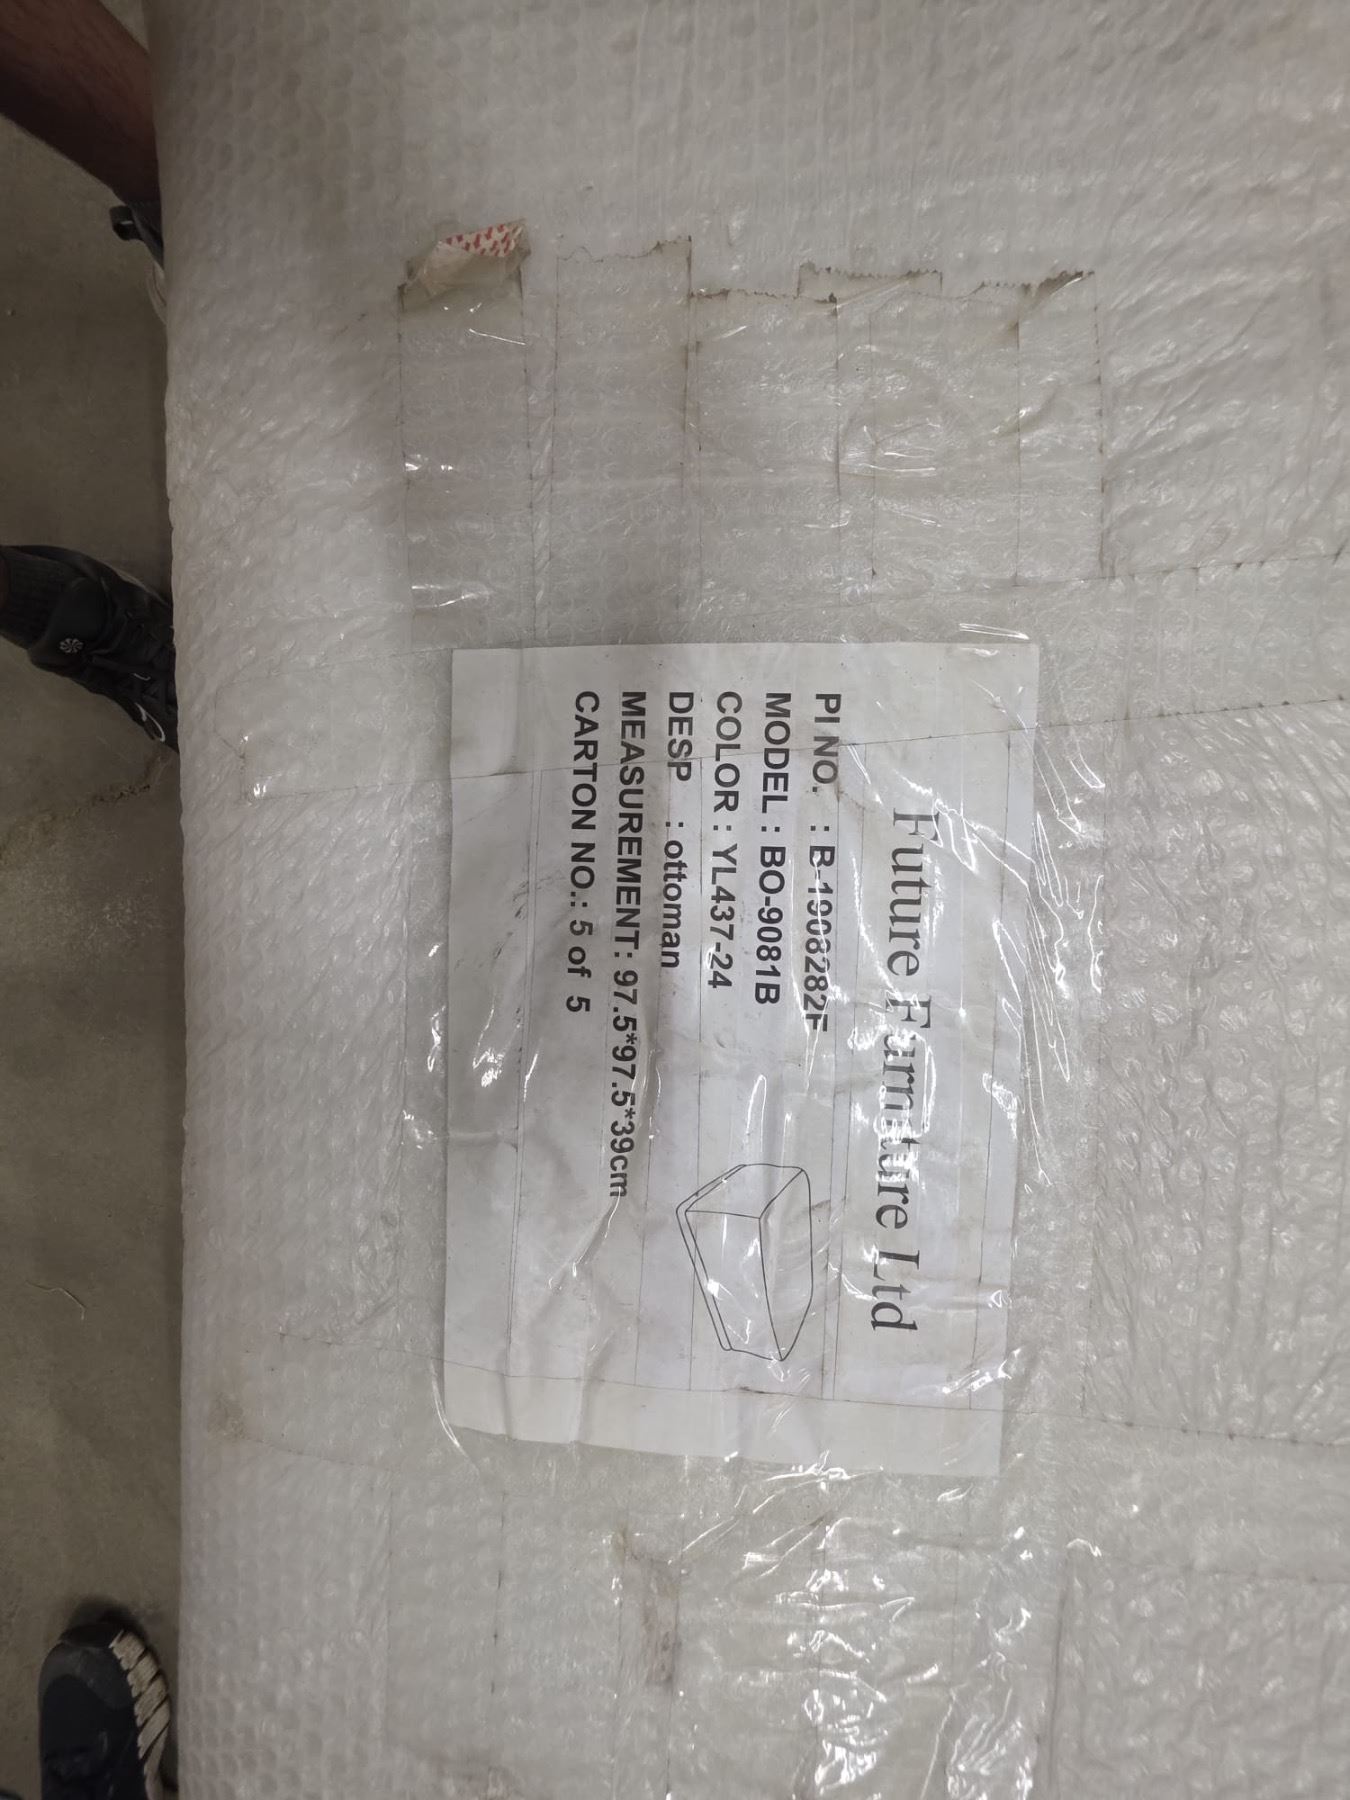 Future Furniture Ltd
PI NO. : B-1908282F
MODEL : BO-9081B
COLOR : YL437-24
DESP : ottoman
MEASUREMENT: 97.5*97.5*39cm
CARTON NO.: 5 of 5